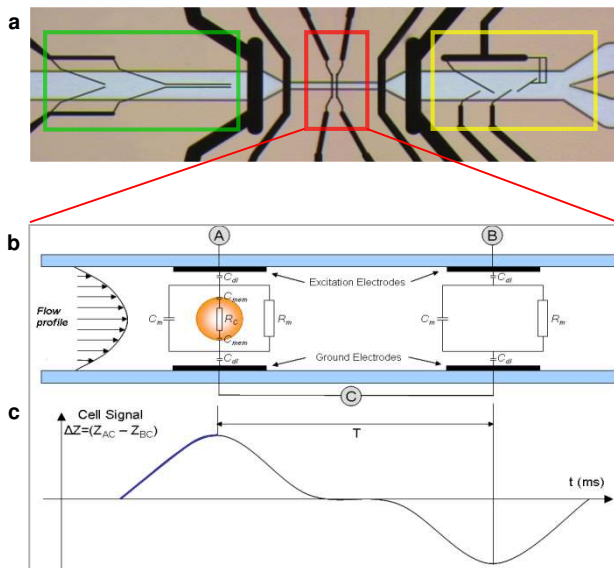 a
b
A
B
C_dl
Excitation Electrodes
C_dl
Flow
profile
C_m
C_mem
R_C
C_mem
R_m
C_m
R_m
C_dl
Ground Electrodes
C_dl
C
c
Cell Signal
ΔZ=(Z_AC – Z_BC)
T
t (ms)